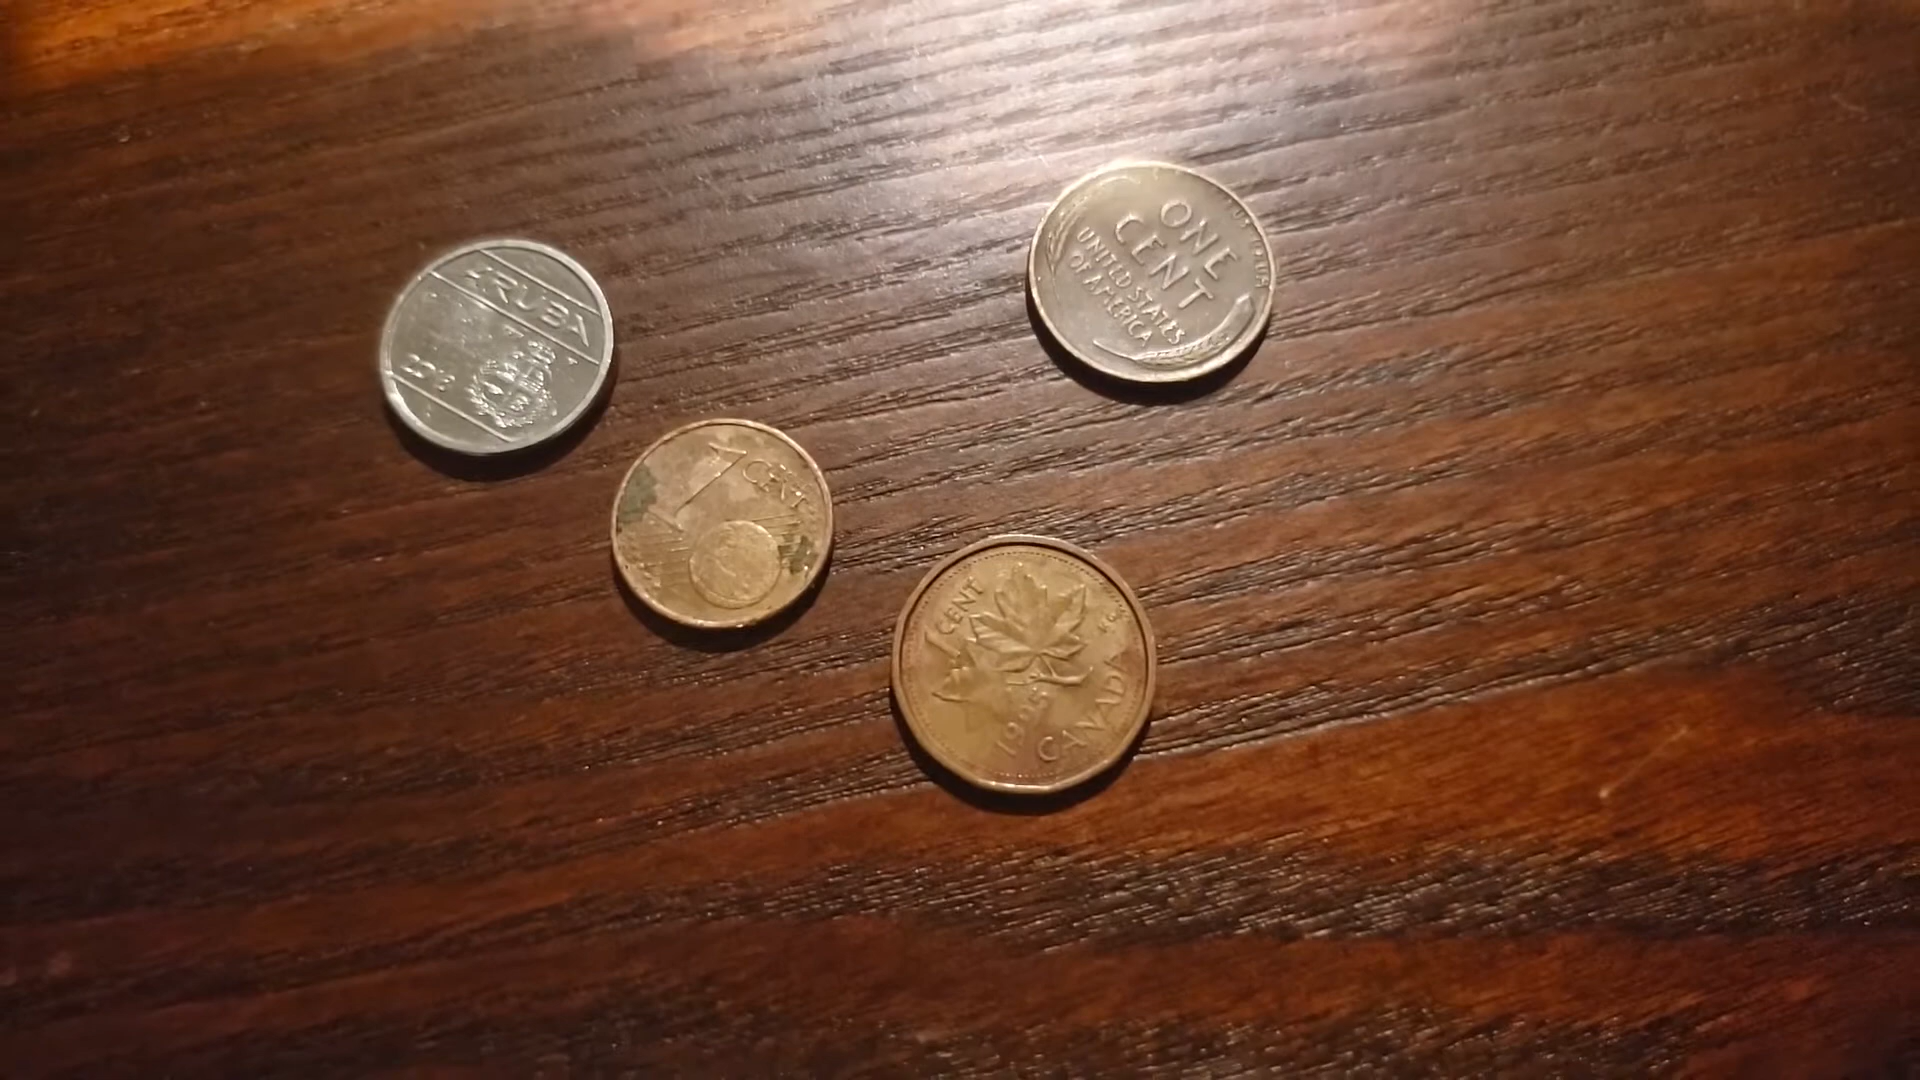 ARUBA
ONE
CENT
UNITED STATES
OF AMERICA
1 CENT
1 CENT
CANADA